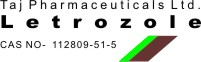 Taj Pharmaceuticals Ltd.
Letrozole
CAS NO- 112809-51-5